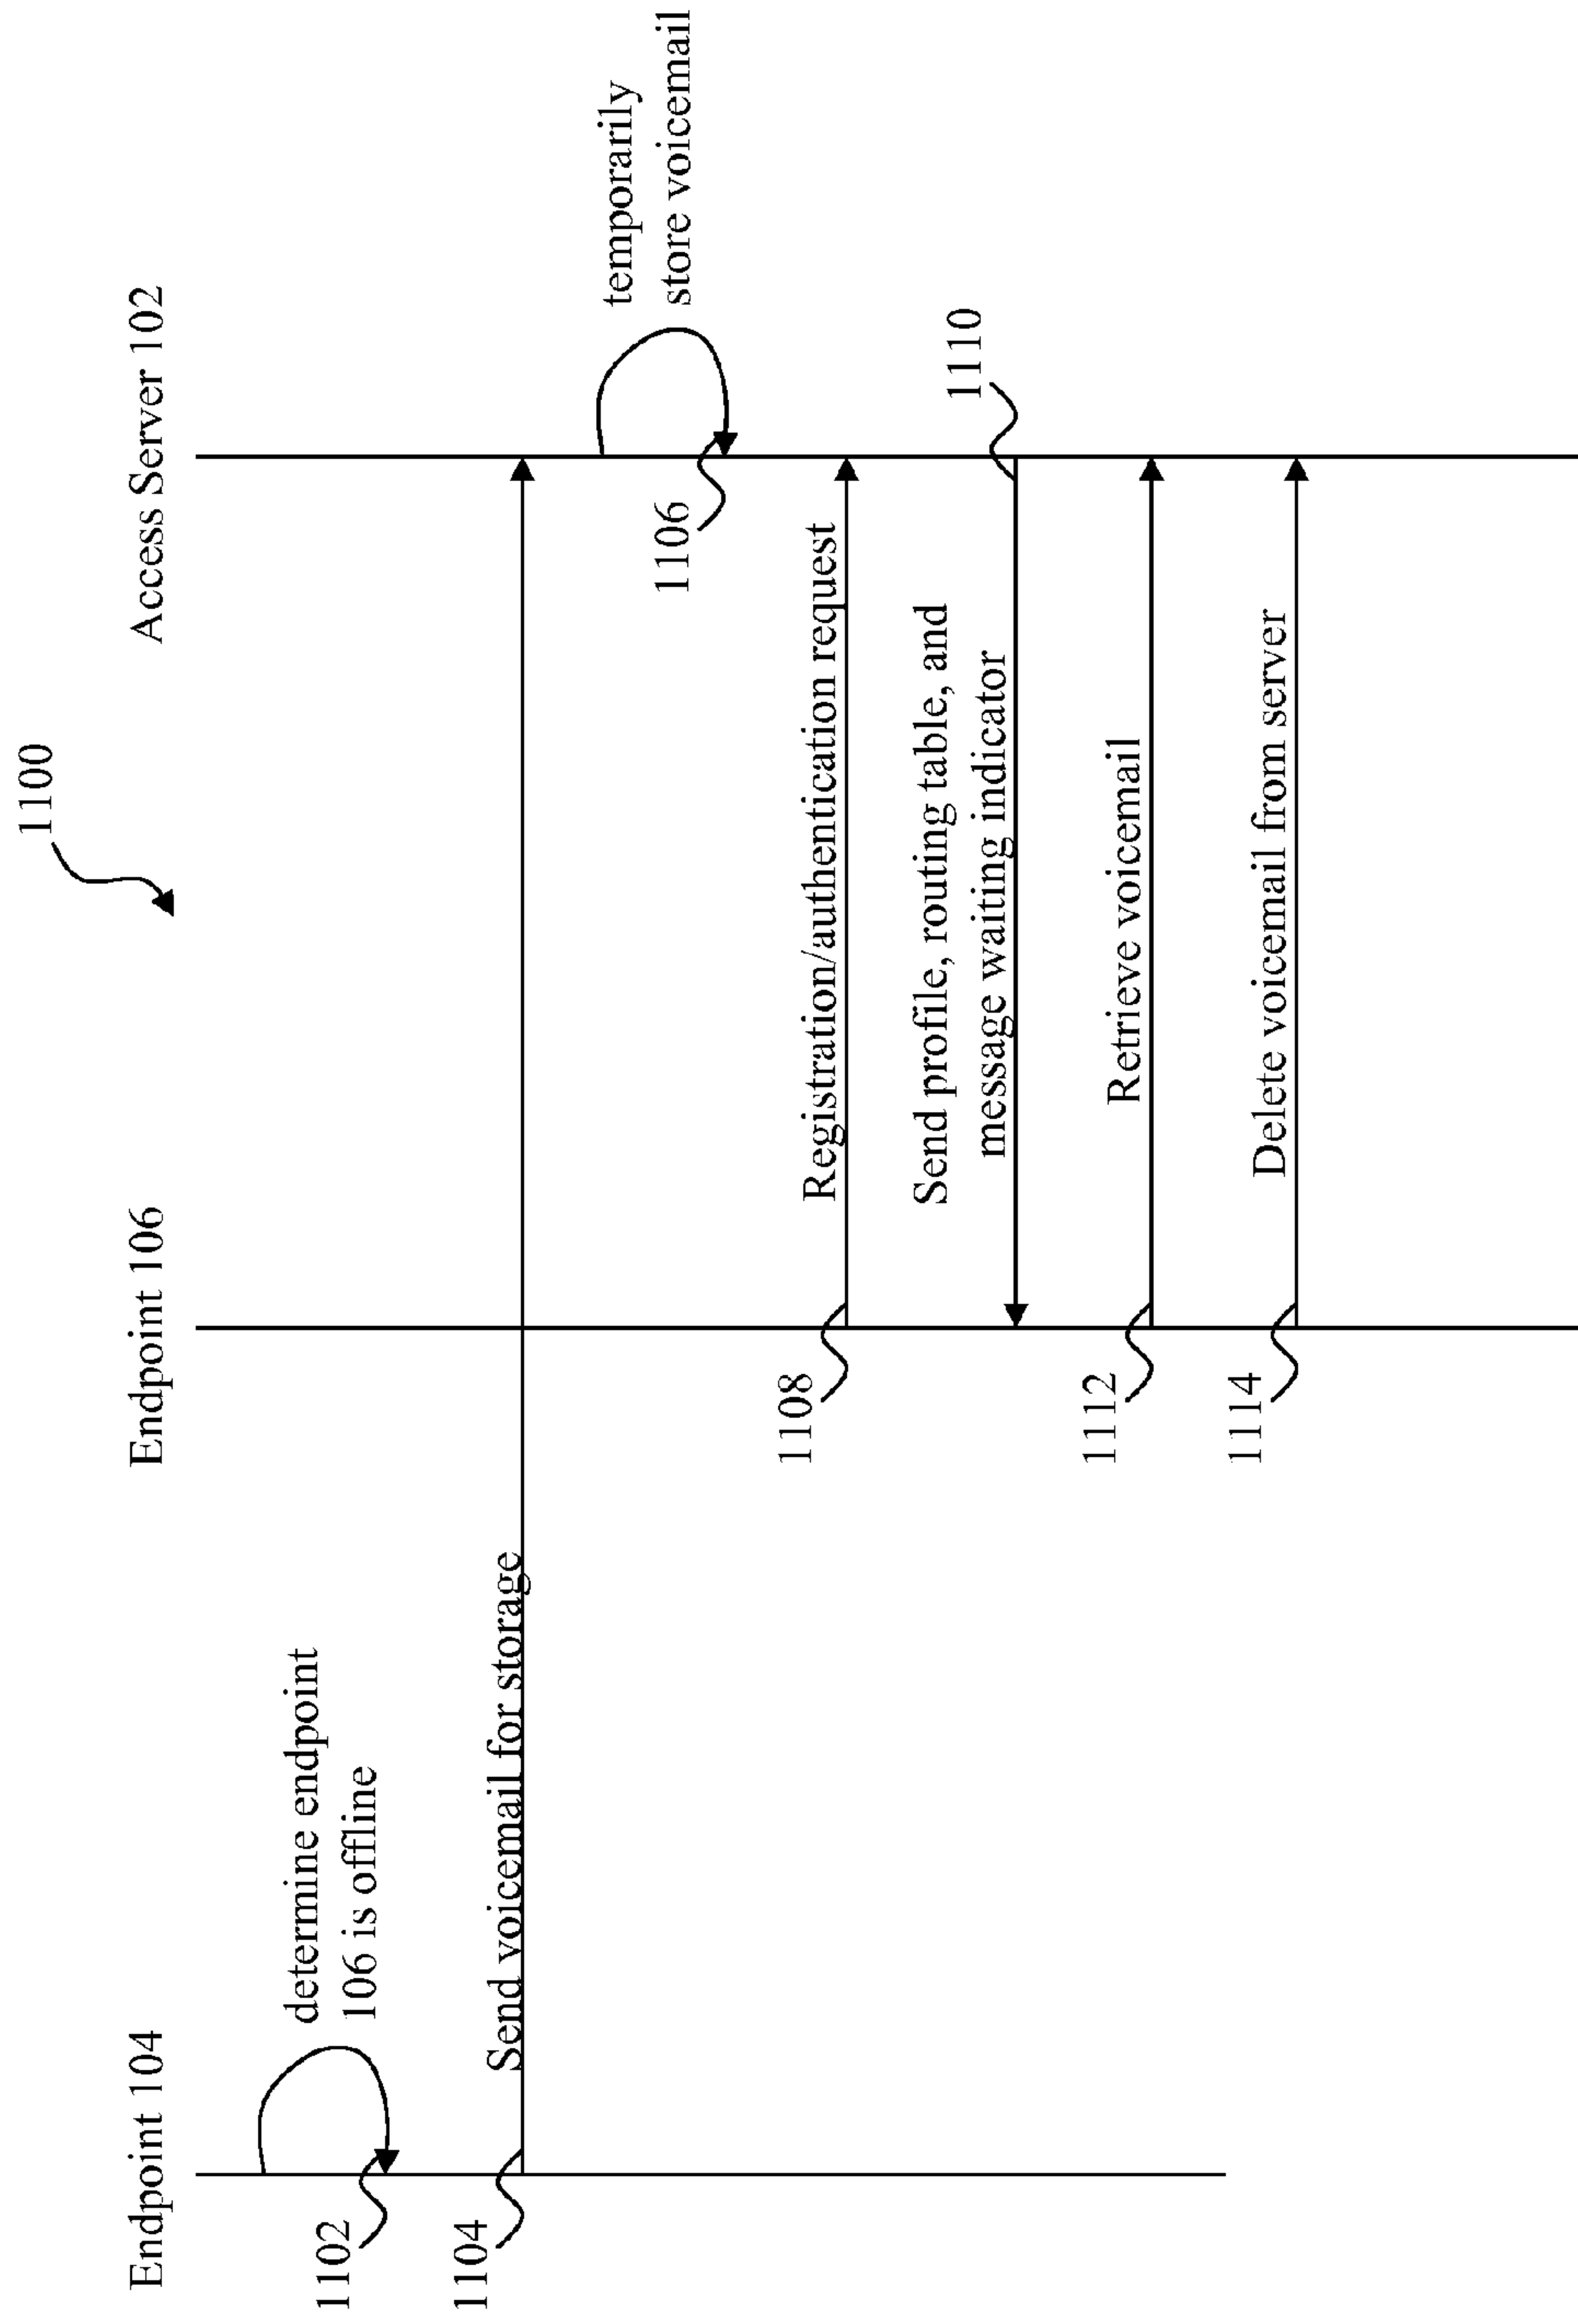 1100
Endpoint 104
Endpoint 106
Access Server 102
determine endpoint
106 is offline
1102
Send voicemail for storage
1104
temporarily
store voicemail
1106
Registration/authentication request
1108
Send profile, routing table, and
message waiting indicator
1110
Retrieve voicemail
1112
Delete voicemail from server
1114